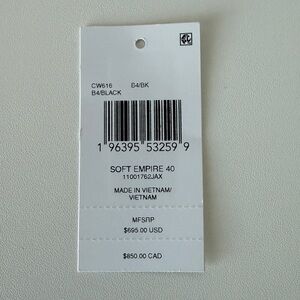 CW616 B4/BK
B4/BLACK
1 96395 53259 9
SOFT EMPIRE 40
11001762JAX
MADE IN VIETNAM/
VIETNAM
MFSRP
$695.00 USD
$850.00 CAD